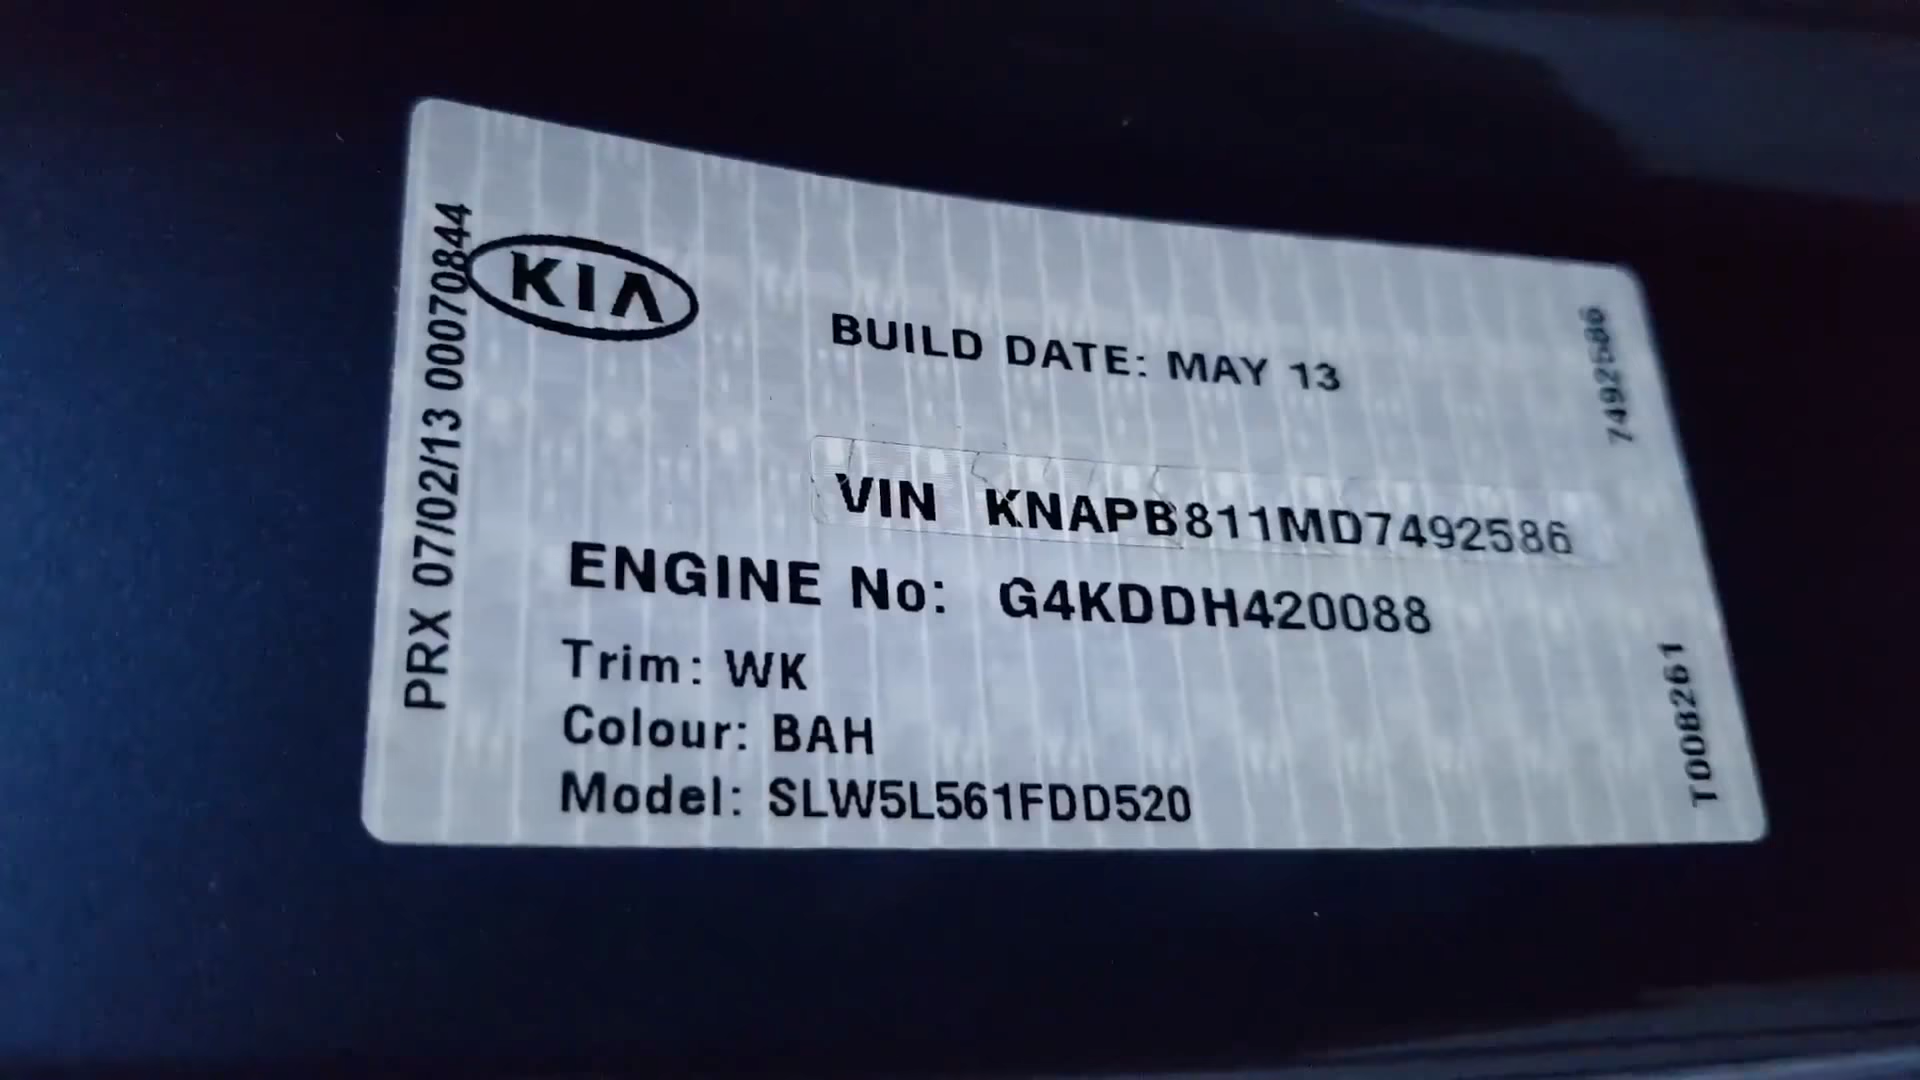 KIA
BUILD DATE: MAY 13
VIN KNAPB811MD7492586
ENGINE No: G4KDDH420088
Trim: WK
Colour: BAH
Model: SLW5L561FDD520
PRX 07/02/13 00070844
7492586
T008261